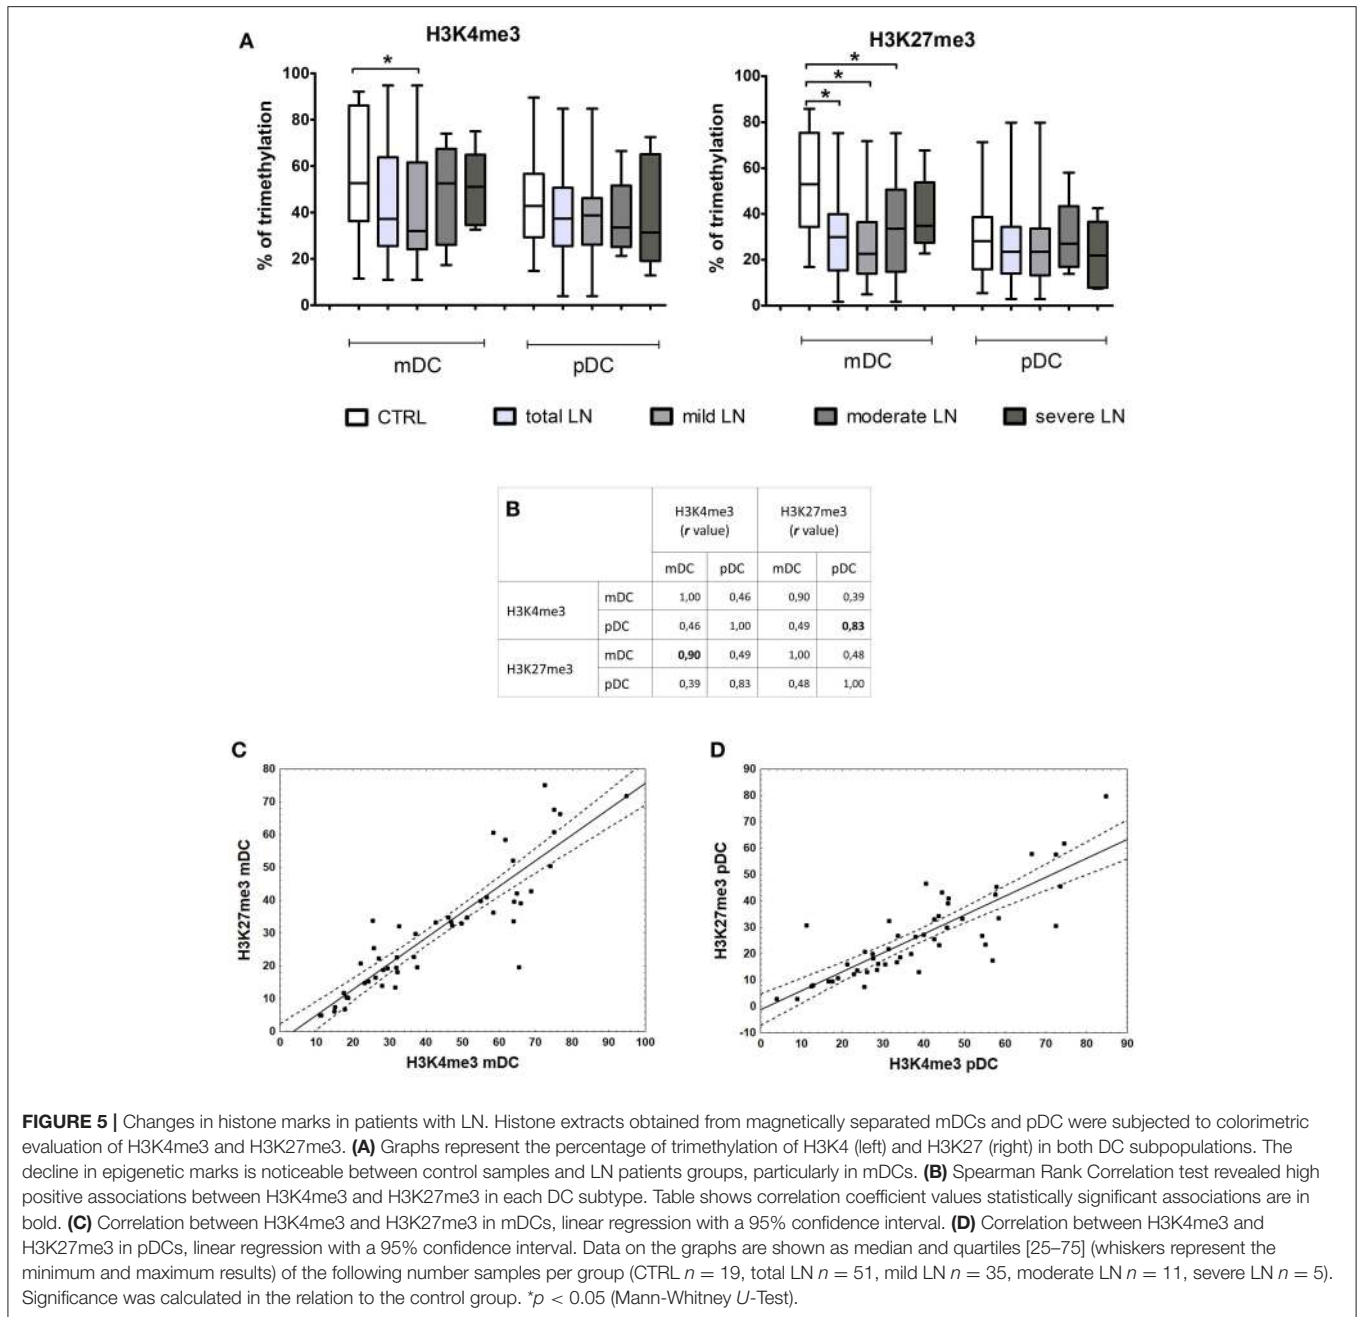 A
H3K4me3
H3K27me3
*
*
*
*
% of trimethylation
100
80
60
40
20
0
mDC
pDC
% of trimethylation
100
80
60
40
20
0
mDC
pDC
CTRL total LN mild LN moderate LN severe LN
B
H3K4me3 H3K27me3
(r value) (r value)
mDC pDC mDC pDC
H3K4me3 mDC 1,00 0,46 0,90 0,39
pDC 0,46 1,00 0,49 0,83
H3K27me3 mDC 0,90 0,49 1,00 0,48
pDC 0,39 0,83 0,48 1,00
C
H3K27me3 mDC
80
70
60
50
40
30
20
10
0
0 10 20 30 40 50 60 70 80 90 100
H3K4me3 mDC
D
H3K27me3 pDC
90
80
70
60
50
40
30
20
10
0
-10
0 10 20 30 40 50 60 70 80 90
H3K4me3 pDC
FIGURE 5 | Changes in histone marks in patients with LN. Histone extracts obtained from magnetically separated mDCs and pDC were subjected to colorimetric
evaluation of H3K4me3 and H3K27me3. (A) Graphs represent the percentage of trimethylation of H3K4 (left) and H3K27 (right) in both DC subpopulations. The
decline in epigenetic marks is noticeable between control samples and LN patients groups, particularly in mDCs. (B) Spearman Rank Correlation test revealed high
positive associations between H3K4me3 and H3K27me3 in each DC subtype. Table shows correlation coefficient values statistically significant associations are in
bold. (C) Correlation between H3K4me3 and H3K27me3 in mDCs, linear regression with a 95% confidence interval. (D) Correlation between H3K4me3 and
H3K27me3 in pDCs, linear regression with a 95% confidence interval. Data on the graphs are shown as median and quartiles [25–75] (whiskers represent the
minimum and maximum results) of the following number samples per group (CTRL n = 19, total LN n = 51, mild LN n = 35, moderate LN n = 11, severe LN n = 5).
Significance was calculated in the relation to the control group. *p < 0.05 (Mann-Whitney U-Test).